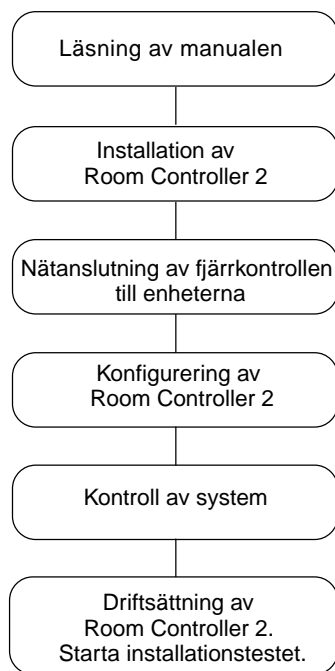 Läsning av manualen
Installation av
Room Controller 2
Nätanslutning av fjärrkontrollen
till enheterna
Konfigurering av
Room Controller 2
Kontroll av system
Driftsättning av
Room Controller 2.
Starta installationstestet.